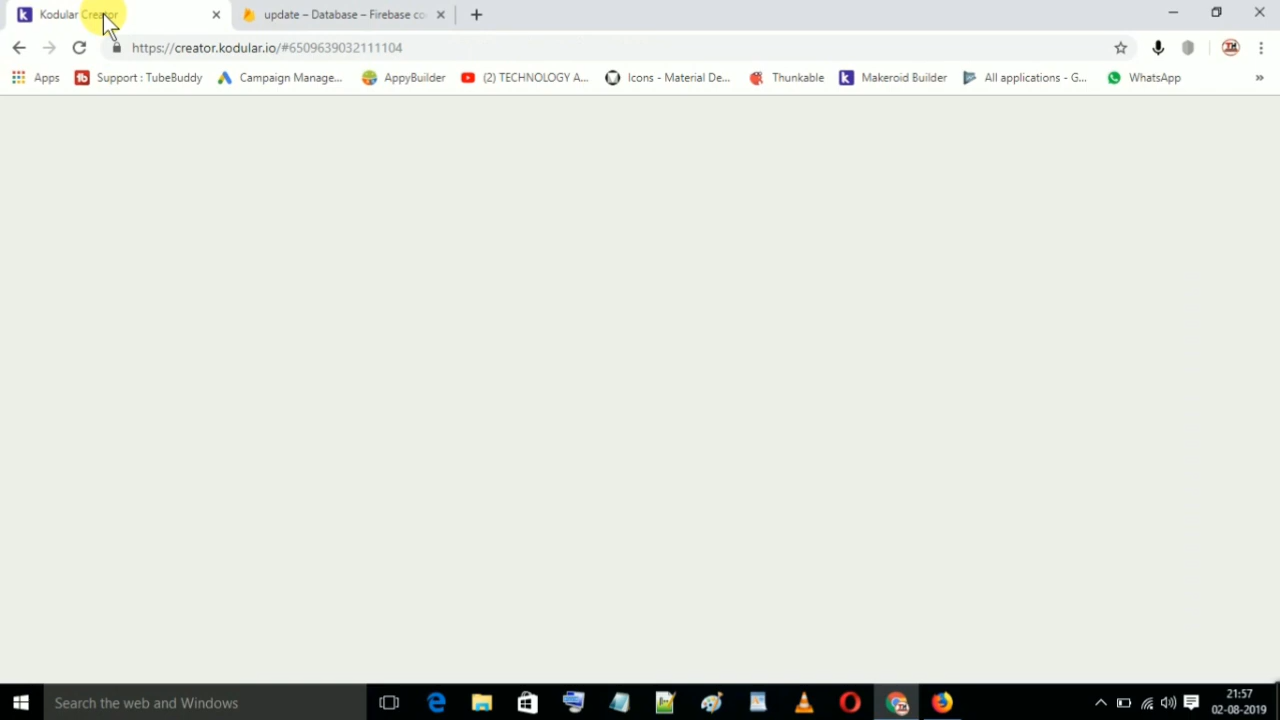 Kodular Creator
update – Database – Firebase co
https://creator.kodular.io/#6509639032111104
Apps
Support : TubeBuddy
Campaign Manage...
AppyBuilder
(2) TECHNOLOGY A...
Icons - Material De...
Thunkable
Makeroid Builder
All applications - G...
WhatsApp
»
Search the web and Windows
21:57
02-08-2019